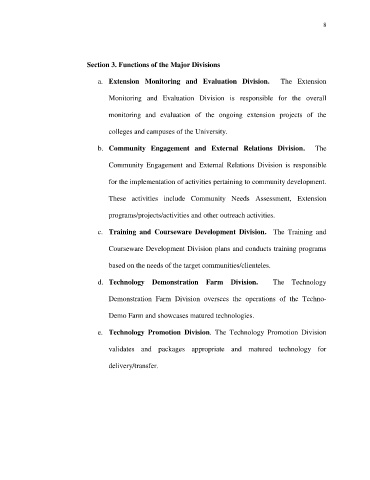 8
Section 3. Functions of the Major Divisions
a. Extension Monitoring and Evaluation Division. The Extension
Monitoring and Evaluation Division is responsible for the overall
monitoring and evaluation of the ongoing extension projects of the
colleges and campuses of the University.
b. Community Engagement and External Relations Division. The
Community Engagement and External Relations Division is responsible
for the implementation of activities pertaining to community development.
These activities include Community Needs Assessment, Extension
programs/projects/activities and other outreach activities.
c. Training and Courseware Development Division. The Training and
Courseware Development Division plans and conducts training programs
based on the needs of the target communities/clienteles.
d. Technology Demonstration Farm Division. The Technology
Demonstration Farm Division oversees the operations of the Techno-
Demo Farm and showcases matured technologies.
e. Technology Promotion Division. The Technology Promotion Division
validates and packages appropriate and matured technology for
delivery/transfer.